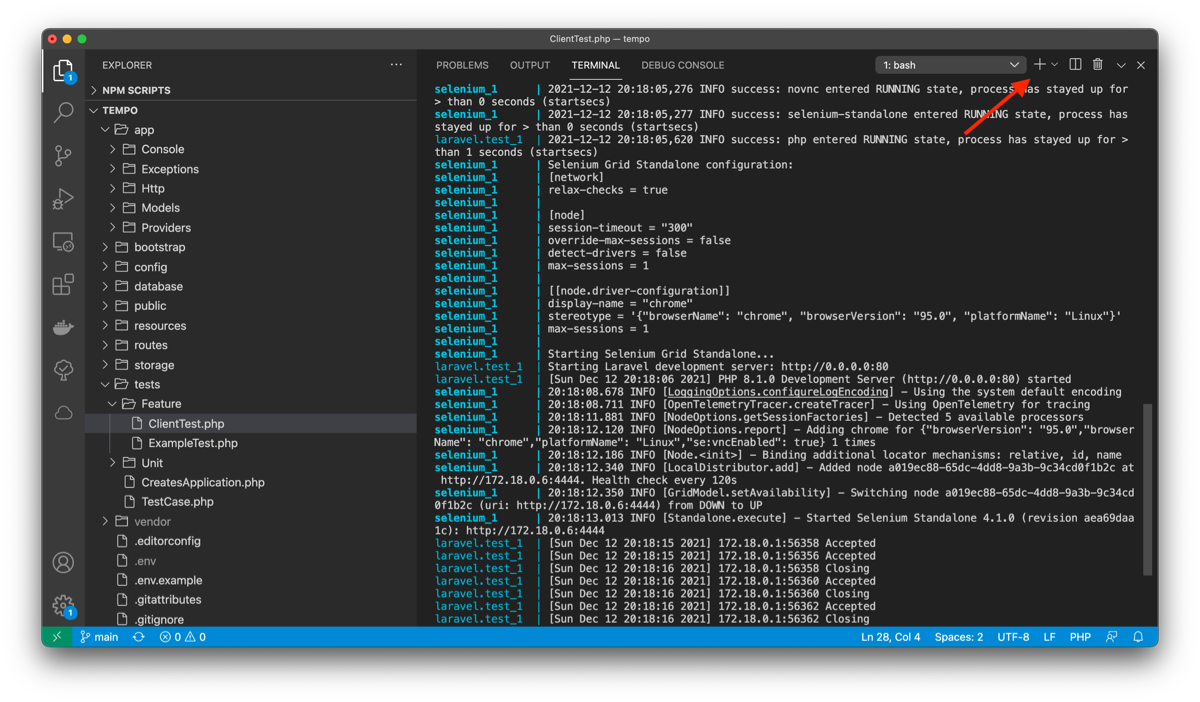 ClientTest.php — tempo
EXPLORER
NPM SCRIPTS
TEMPO
app
Console
Exceptions
Http
Models
Providers
bootstrap
config
database
public
resources
routes
storage
tests
Feature
ClientTest.php
ExampleTest.php
Unit
CreatesApplication.php
TestCase.php
vendor
.editorconfig
.env
.env.example
.gitattributes
.gitignore
1
1
PROBLEMS OUTPUT TERMINAL DEBUG CONSOLE 1: bash
selenium_1 | 2021-12-12 20:18:05,276 INFO success: novnc entered RUNNING state, process has stayed up for
> than 0 seconds (startsecs)
selenium_1 | 2021-12-12 20:18:05,277 INFO success: selenium-standalone entered RUNNING state, process has
stayed up for > than 0 seconds (startsecs)
laravel.test_1 | 2021-12-12 20:18:05,620 INFO success: php entered RUNNING state, process has stayed up for >
than 1 seconds (startsecs)
selenium_1 | Selenium Grid Standalone configuration:
selenium_1 | [network]
selenium_1 | relax-checks = true
selenium_1 |
selenium_1 | [node]
selenium_1 | session-timeout = "300"
selenium_1 | override-max-sessions = false
selenium_1 | detect-drivers = false
selenium_1 | max-sessions = 1
selenium_1 |
selenium_1 | [[node.driver-configuration]]
selenium_1 | display-name = "chrome"
selenium_1 | stereotype = '{"browserName": "chrome", "browserVersion": "95.0", "platformName": "Linux"}'
selenium_1 | max-sessions = 1
selenium_1 |
selenium_1 | Starting Selenium Grid Standalone...
laravel.test_1 | Starting Laravel development server: http://0.0.0.0:80
laravel.test_1 | [Sun Dec 12 20:18:06 2021] PHP 8.1.0 Development Server (http://0.0.0.0:80) started
selenium_1 | 20:18:08.678 INFO [LoggingOptions.configureLogEncoding] - Using the system default encoding
selenium_1 | 20:18:08.711 INFO [OpenTelemetryTracer.createTracer] - Using OpenTelemetry for tracing
selenium_1 | 20:18:11.881 INFO [NodeOptions.getSessionFactories] - Detected 5 available processors
selenium_1 | 20:18:12.120 INFO [NodeOptions.report] - Adding chrome for {"browserVersion": "95.0","browser
Name": "chrome","platformName": "Linux","se:vncEnabled": true} 1 times
selenium_1 | 20:18:12.186 INFO [Node.<init>] - Binding additional locator mechanisms: relative, id, name
selenium_1 | 20:18:12.340 INFO [LocalDistributor.add] - Added node a019ec88-65dc-4dd8-9a3b-9c34cd0f1b2c at
http://172.18.0.6:4444. Health check every 120s
selenium_1 | 20:18:12.350 INFO [GridModel.setAvailability] - Switching node a019ec88-65dc-4dd8-9a3b-9c34cd
0f1b2c (uri: http://172.18.0.6:4444) from DOWN to UP
selenium_1 | 20:18:13.013 INFO [Standalone.execute] - Started Selenium Standalone 4.1.0 (revision aea69daa
1c): http://172.18.0.6:4444
laravel.test_1 | [Sun Dec 12 20:18:15 2021] 172.18.0.1:56358 Accepted
laravel.test_1 | [Sun Dec 12 20:18:15 2021] 172.18.0.1:56356 Accepted
laravel.test_1 | [Sun Dec 12 20:18:16 2021] 172.18.0.1:56358 Closing
laravel.test_1 | [Sun Dec 12 20:18:16 2021] 172.18.0.1:56360 Accepted
laravel.test_1 | [Sun Dec 12 20:18:16 2021] 172.18.0.1:56360 Closing
laravel.test_1 | [Sun Dec 12 20:18:16 2021] 172.18.0.1:56362 Accepted
laravel.test_1 | [Sun Dec 12 20:18:16 2021] 172.18.0.1:56362 Closing
main 0 0 Ln 28, Col 4 Spaces: 2 UTF-8 LF PHP